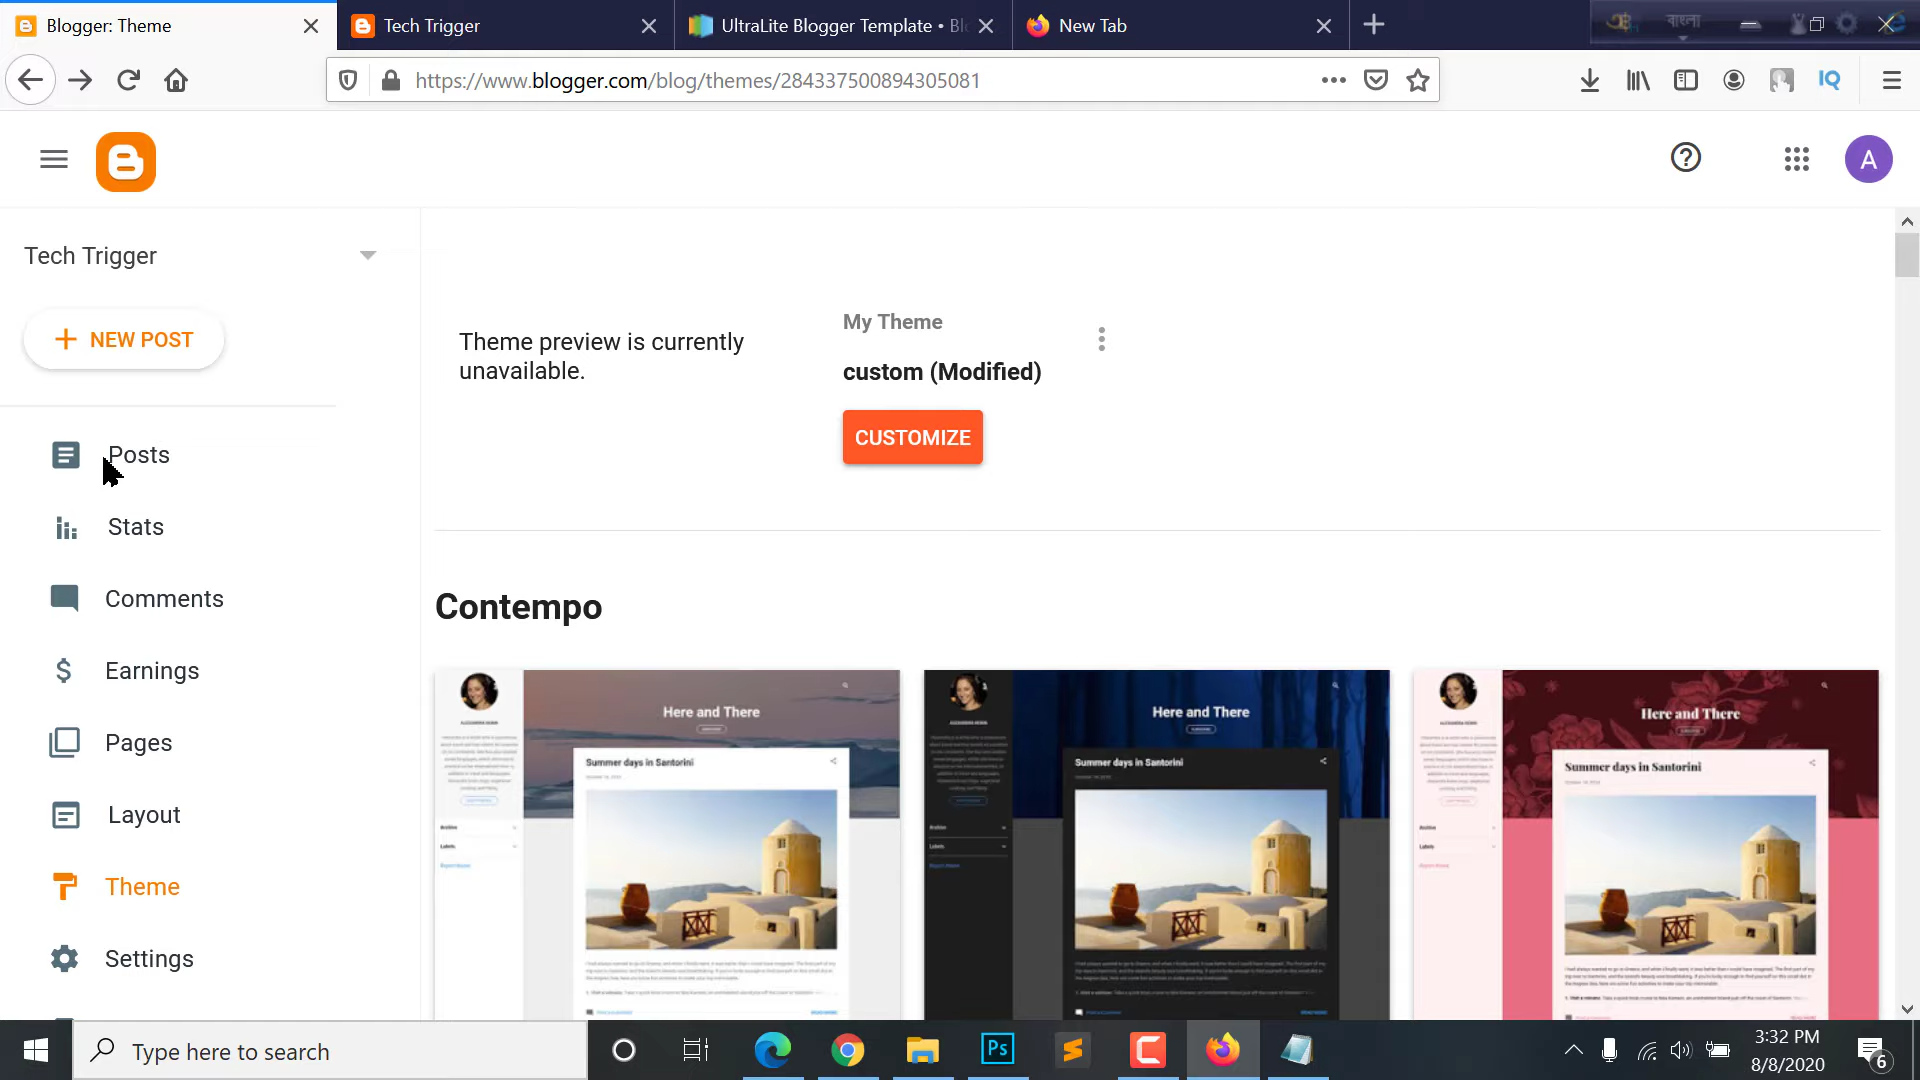 Blogger: Theme
Tech Trigger
UltraLite Blogger Template •
New Tab
বাংলা
https://www.blogger.com/blog/themes/284337500894305081
IQ
A
Tech Trigger
NEW POST
Theme preview is currently
unavailable.
My Theme
custom (Modified)
CUSTOMIZE
Posts
Stats
Comments
Earnings
Pages
Layout
Theme
Settings
Contempo
Here and There
Summer days in Santorini
Here and There
Summer days in Santorini
Here and There
Summer days in Santorini
Type here to search
Ps
3:32 PM
8/8/2020
6